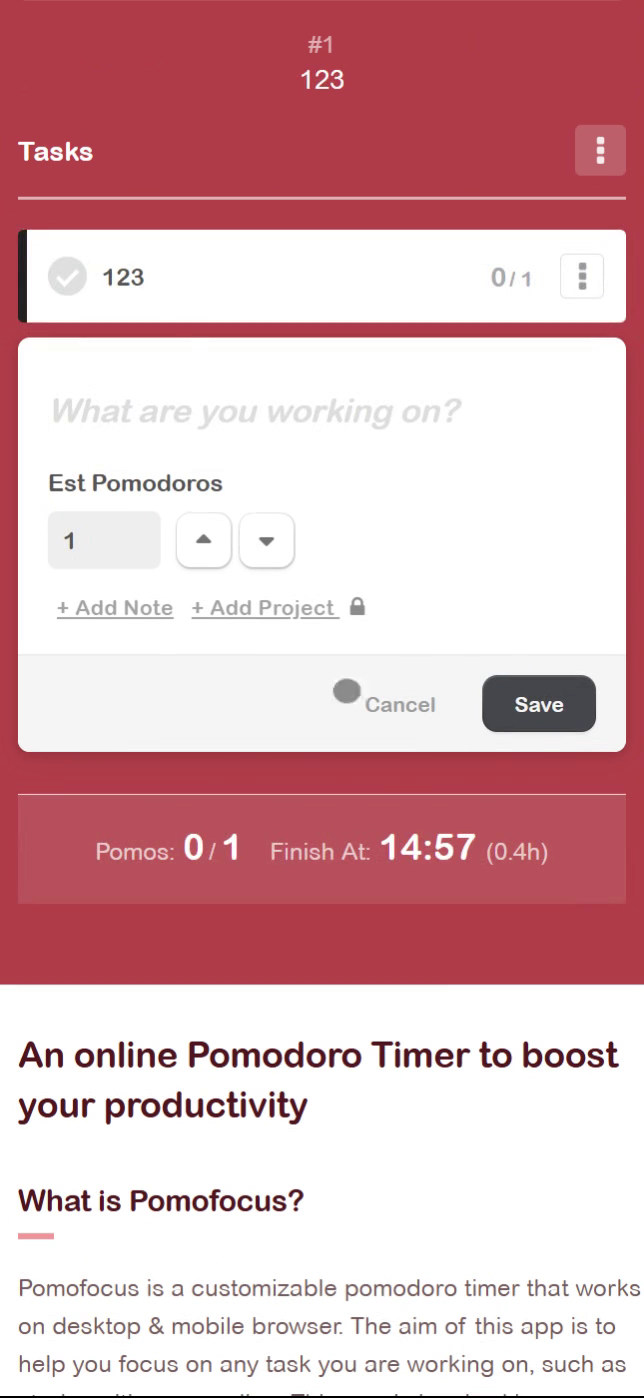 #1
123
Tasks
123 0/ 1
What are you working on?
Est Pomodoros
1
+ Add Note + Add Project
Cancel Save
Pomos: 0/ 1 Finish At: 14:57 (0.4h)
An online Pomodoro Timer to boost
your productivity
What is Pomofocus?
Pomofocus is a customizable pomodoro timer that works
on desktop & mobile browser. The aim of this app is to
help you focus on any task you are working on, such as